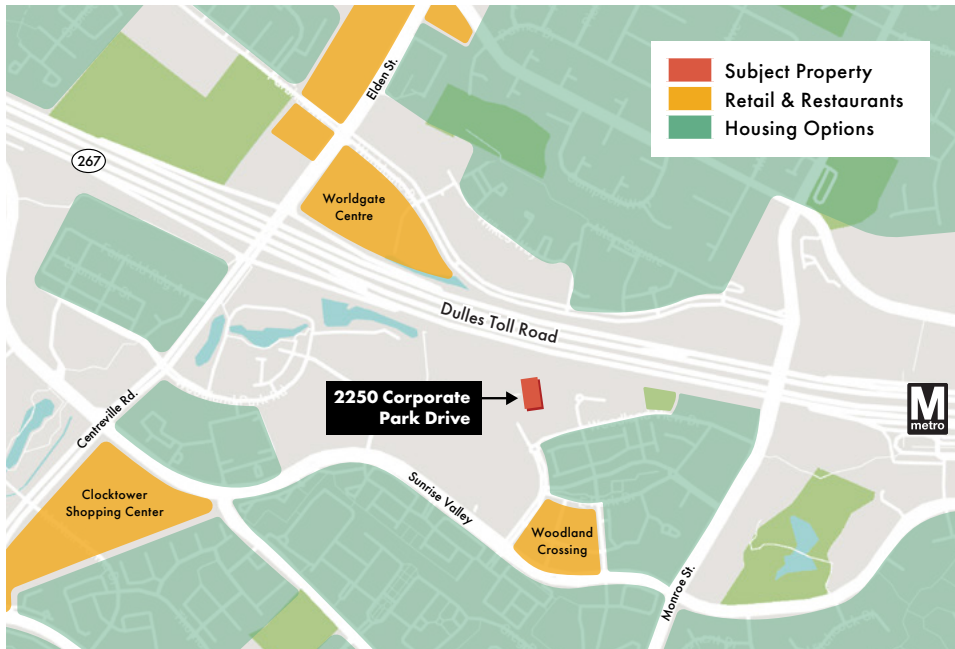 Elden St.
Subject Property
Retail & Restaurants
Housing Options
267
Worldgate
Centre
Dulles Toll Road
2250 Corporate
Park Drive
M
metro
Centreville Rd.
Clocktower
Shopping Center
Sunrise Valley
Woodland
Crossing
Monroe St.